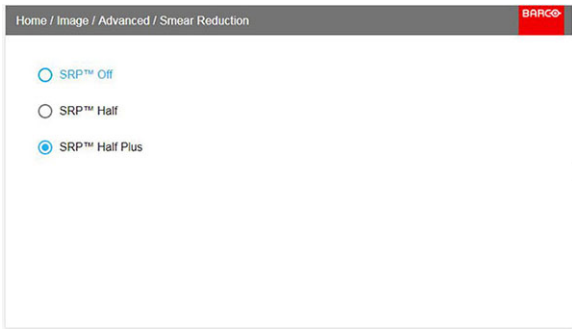 Home / Image / Advanced / Smear Reduction
BARCO
SRP™ Off
SRP™ Half
SRP™ Half Plus